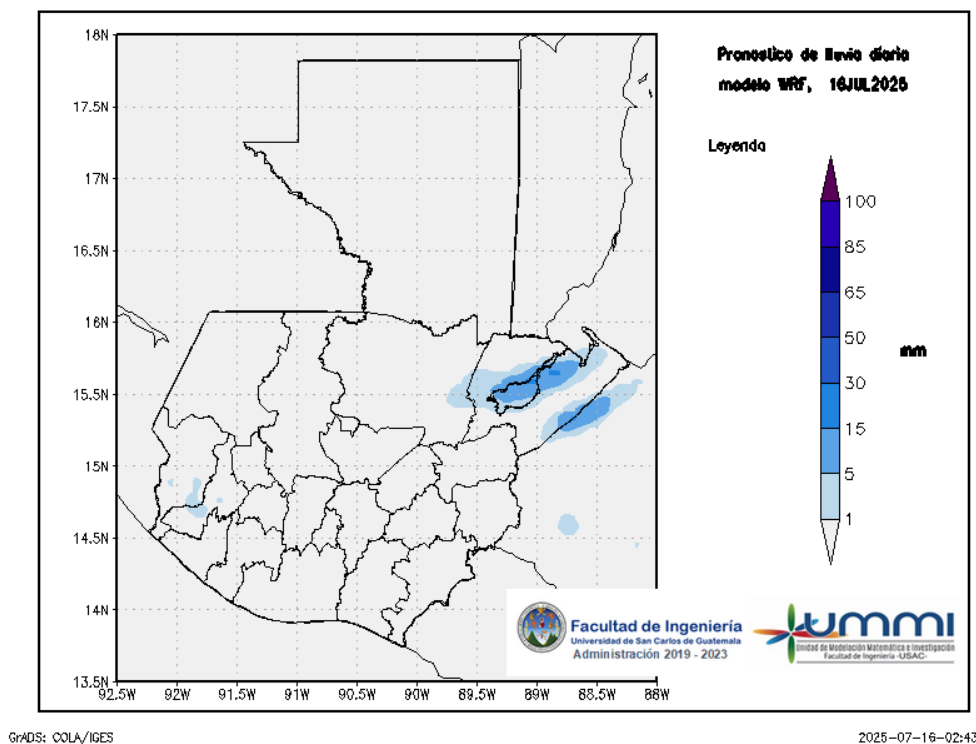 Pronostico de lluvia diaria
modelo WRF, 16JUL2025
Leyenda
100
85
65
50
30
15
5
1
mm
18N
17.5N
17N
16.5N
16N
15.5N
15N
14.5N
14N
13.5N
92.5W
92W
91.5W
91W
90.5W
90W
89.5W
89W
88.5W
88W
Facultad de Ingeniería
Universidad de San Carlos de Guatemala
Administración 2019 - 2023
ummi
Unidad de Modelación Matemática e Investigación
Facultad de Ingeniería -USAC-
GrADS: COLA/IGES
2025-07-16-02:43